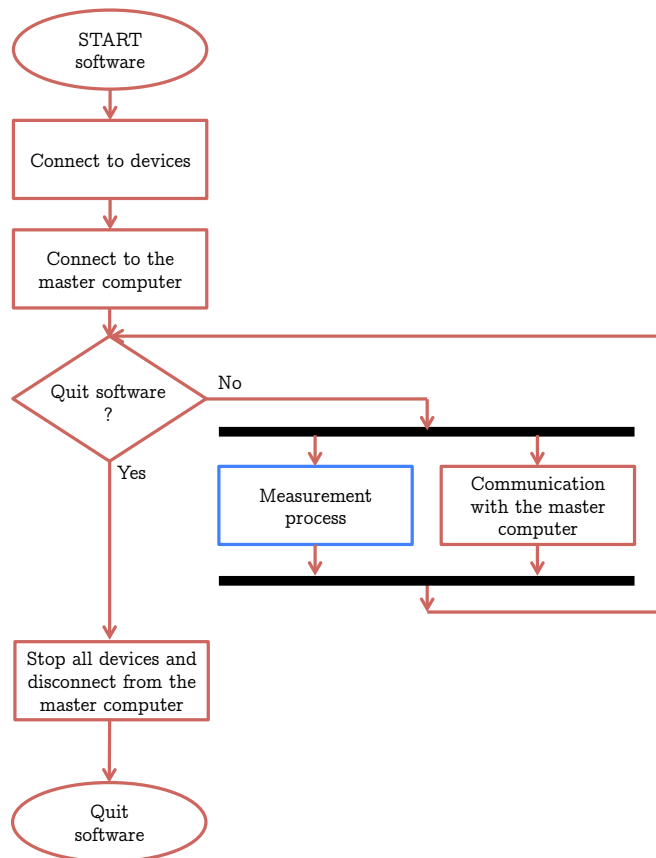 START
software
Connect to devices
Connect to the
master computer
Quit software
?
No
Yes
Measurement
process
Communication
with the master
computer
Stop all devices and
disconnect from the
master computer
Quit
software